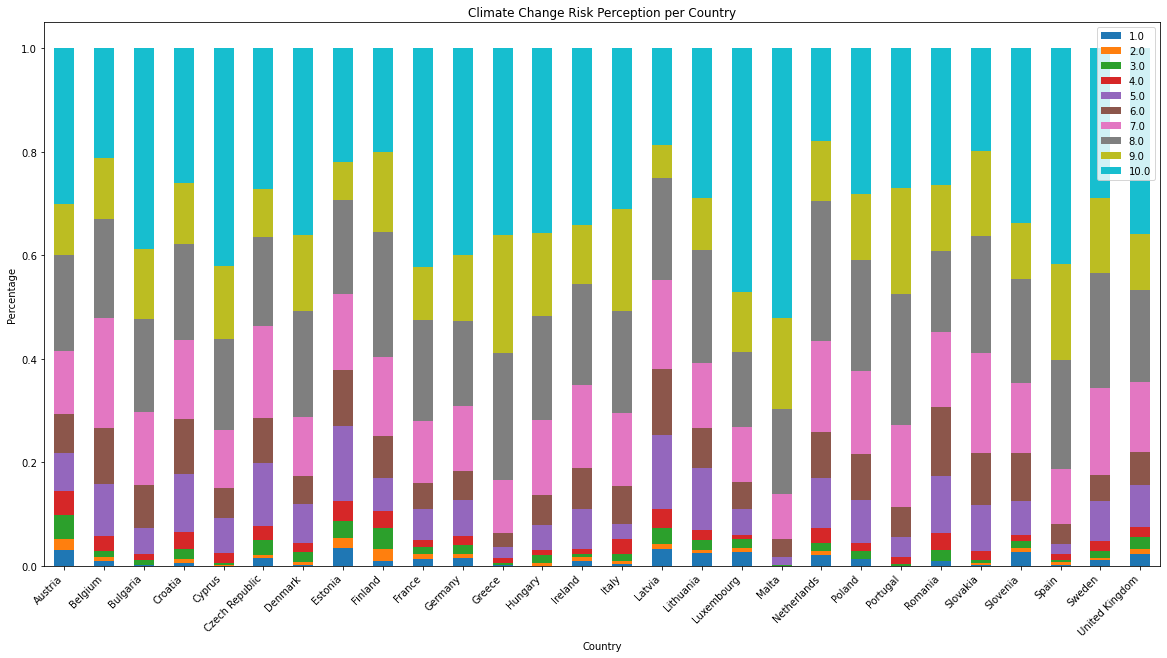 Climate Change Risk Perception per Country
1.0
2.0
3.0
4.0
5.0
6.0
7.0
8.0
9.0
10.0
Percentage
1.0
0.8
0.6
0.4
0.2
0.0
Austria
Belgium
Bulgaria
Croatia
Cyprus
Czech Republic
Denmark
Estonia
Finland
France
Germany
Greece
Hungary
Ireland
Italy
Latvia
Lithuania
Luxembourg
Malta
Netherlands
Poland
Portugal
Romania
Slovakia
Slovenia
Spain
Sweden
United Kingdom
Country